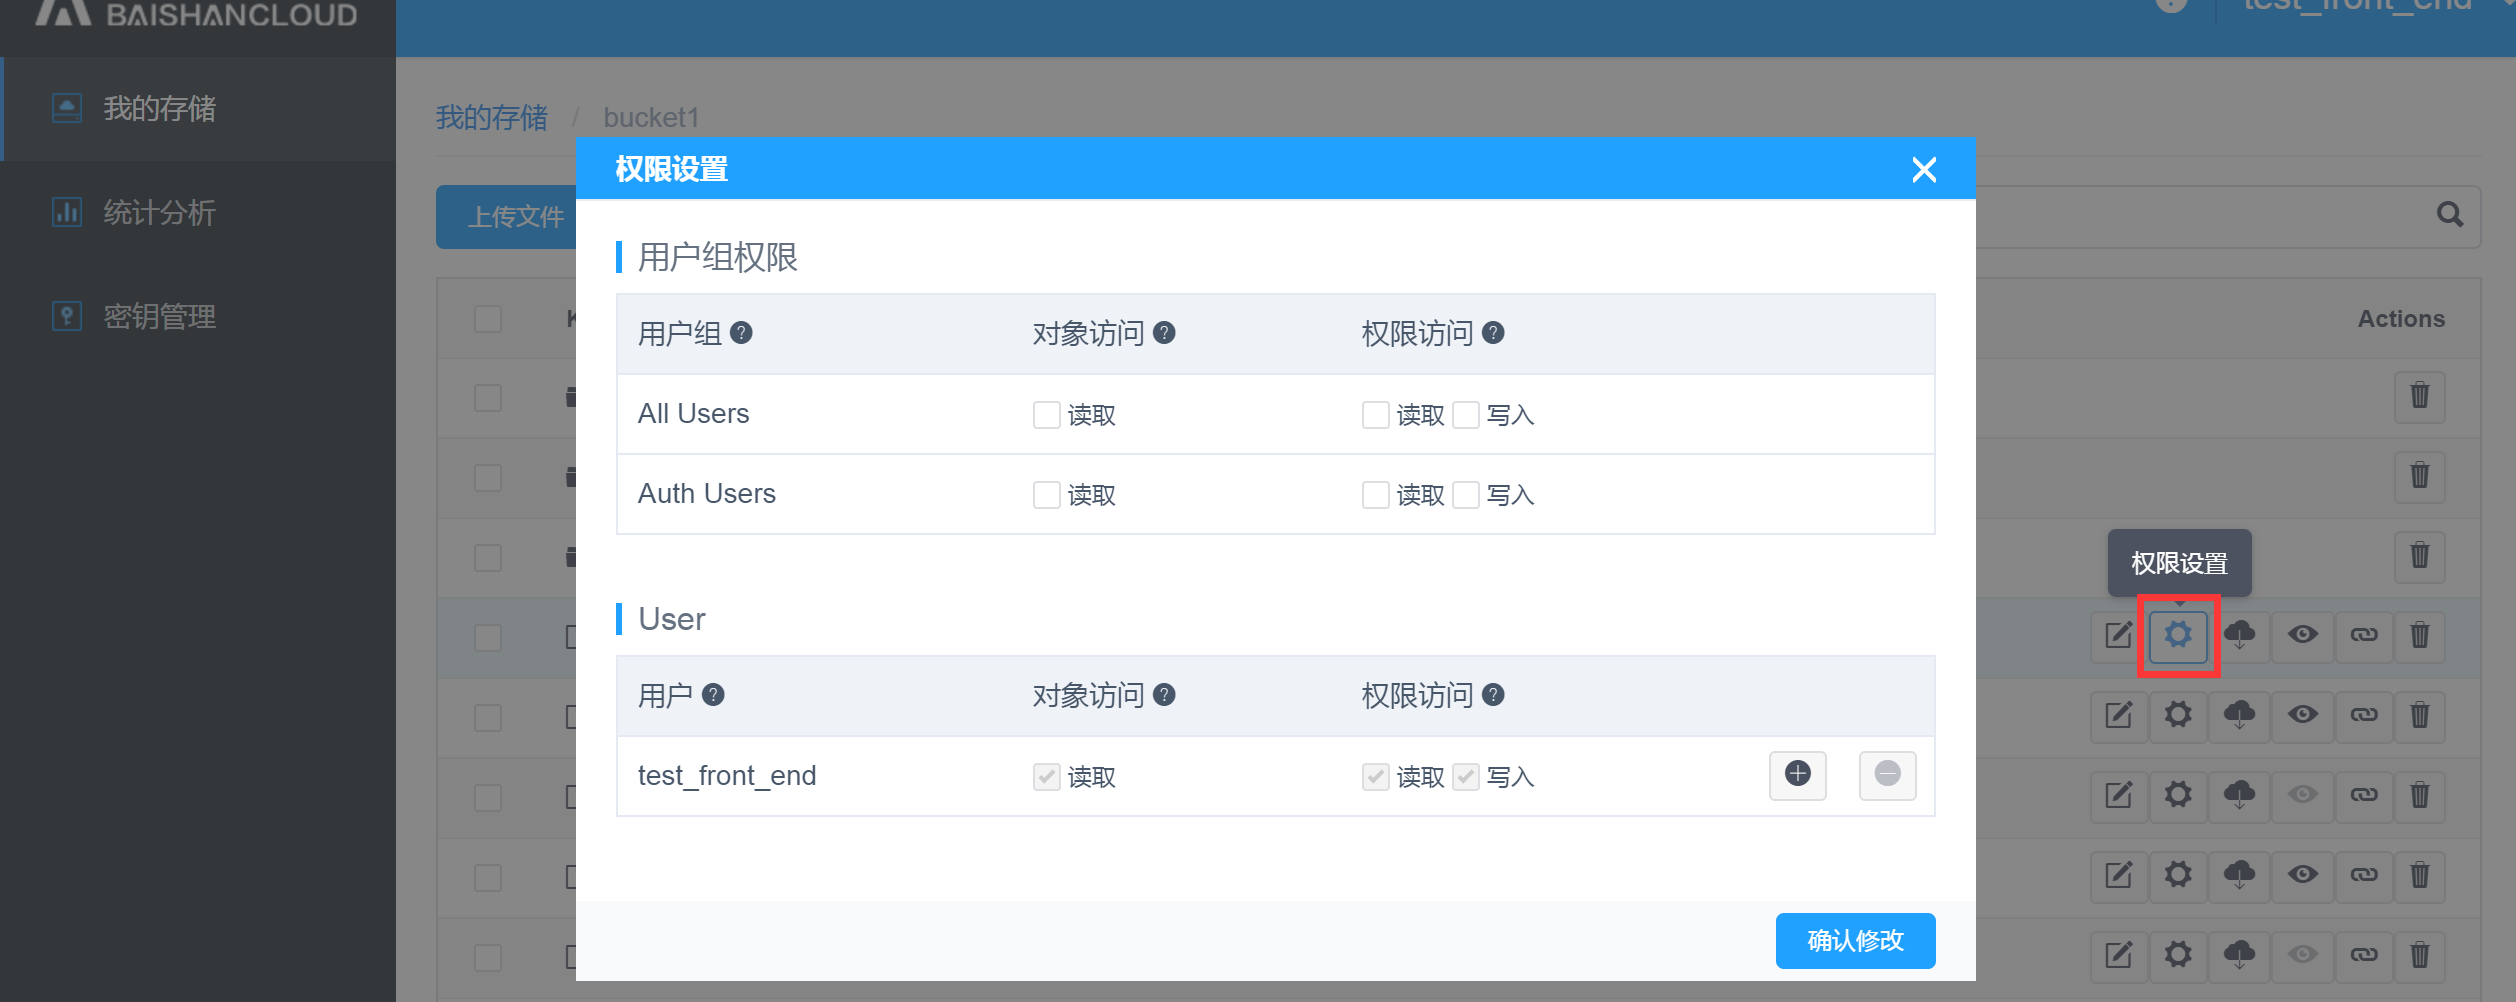 BAISHANCLOUD
test_front_end
我的存储
统计分析
密钥管理
我的存储 / bucket1
上传文件
Actions
权限设置
用户组权限
用户组 ? 对象访问 ? 权限访问 ?
All Users 读取 读取 写入
Auth Users 读取 读取 写入
User
用户 ? 对象访问 ? 权限访问 ?
test_front_end 读取 读取 写入
确认修改
权限设置